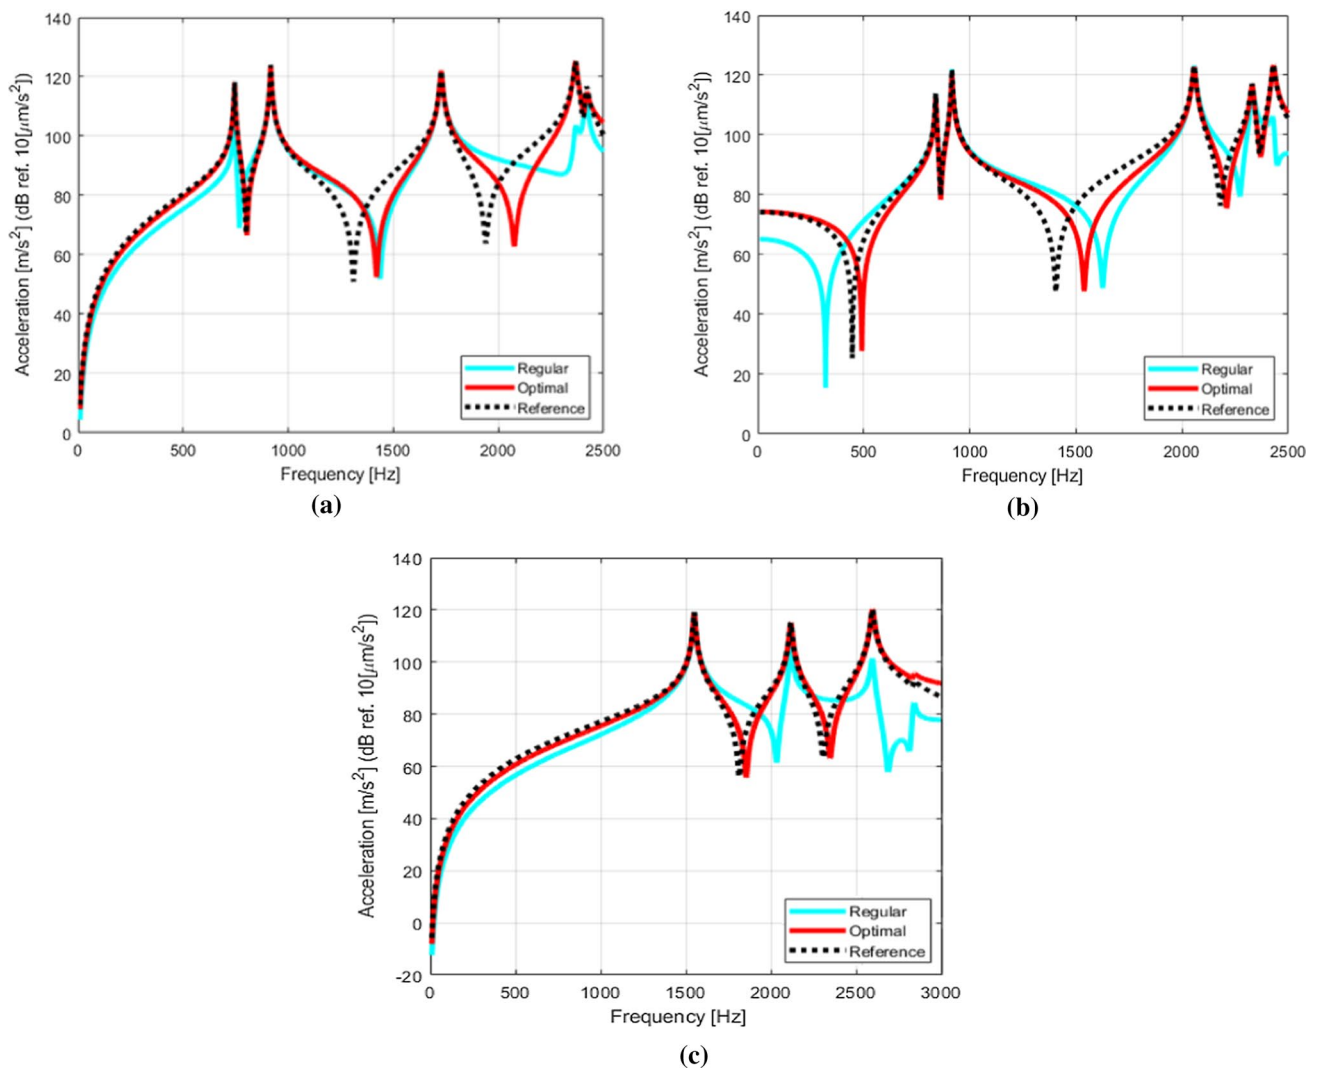 140
120
100
80
60
40
20
0
0 500 1000 1500 2000 2500
Acceleration [m/s²] (dB ref. 10[μm/s²])
Frequency [Hz]
Regular
Optimal
Reference
(a)
140
120
100
80
60
40
20
0
0 500 1000 1500 2000 2500
Acceleration [m/s²] (dB ref. 10[μm/s²])
Frequency [Hz]
Regular
Optimal
Reference
(b)
140
120
100
80
60
40
20
0
-20
0 500 1000 1500 2000 2500 3000
Acceleration [m/s²] (dB ref. 10[μm/s²])
Frequency [Hz]
Regular
Optimal
Reference
(c)